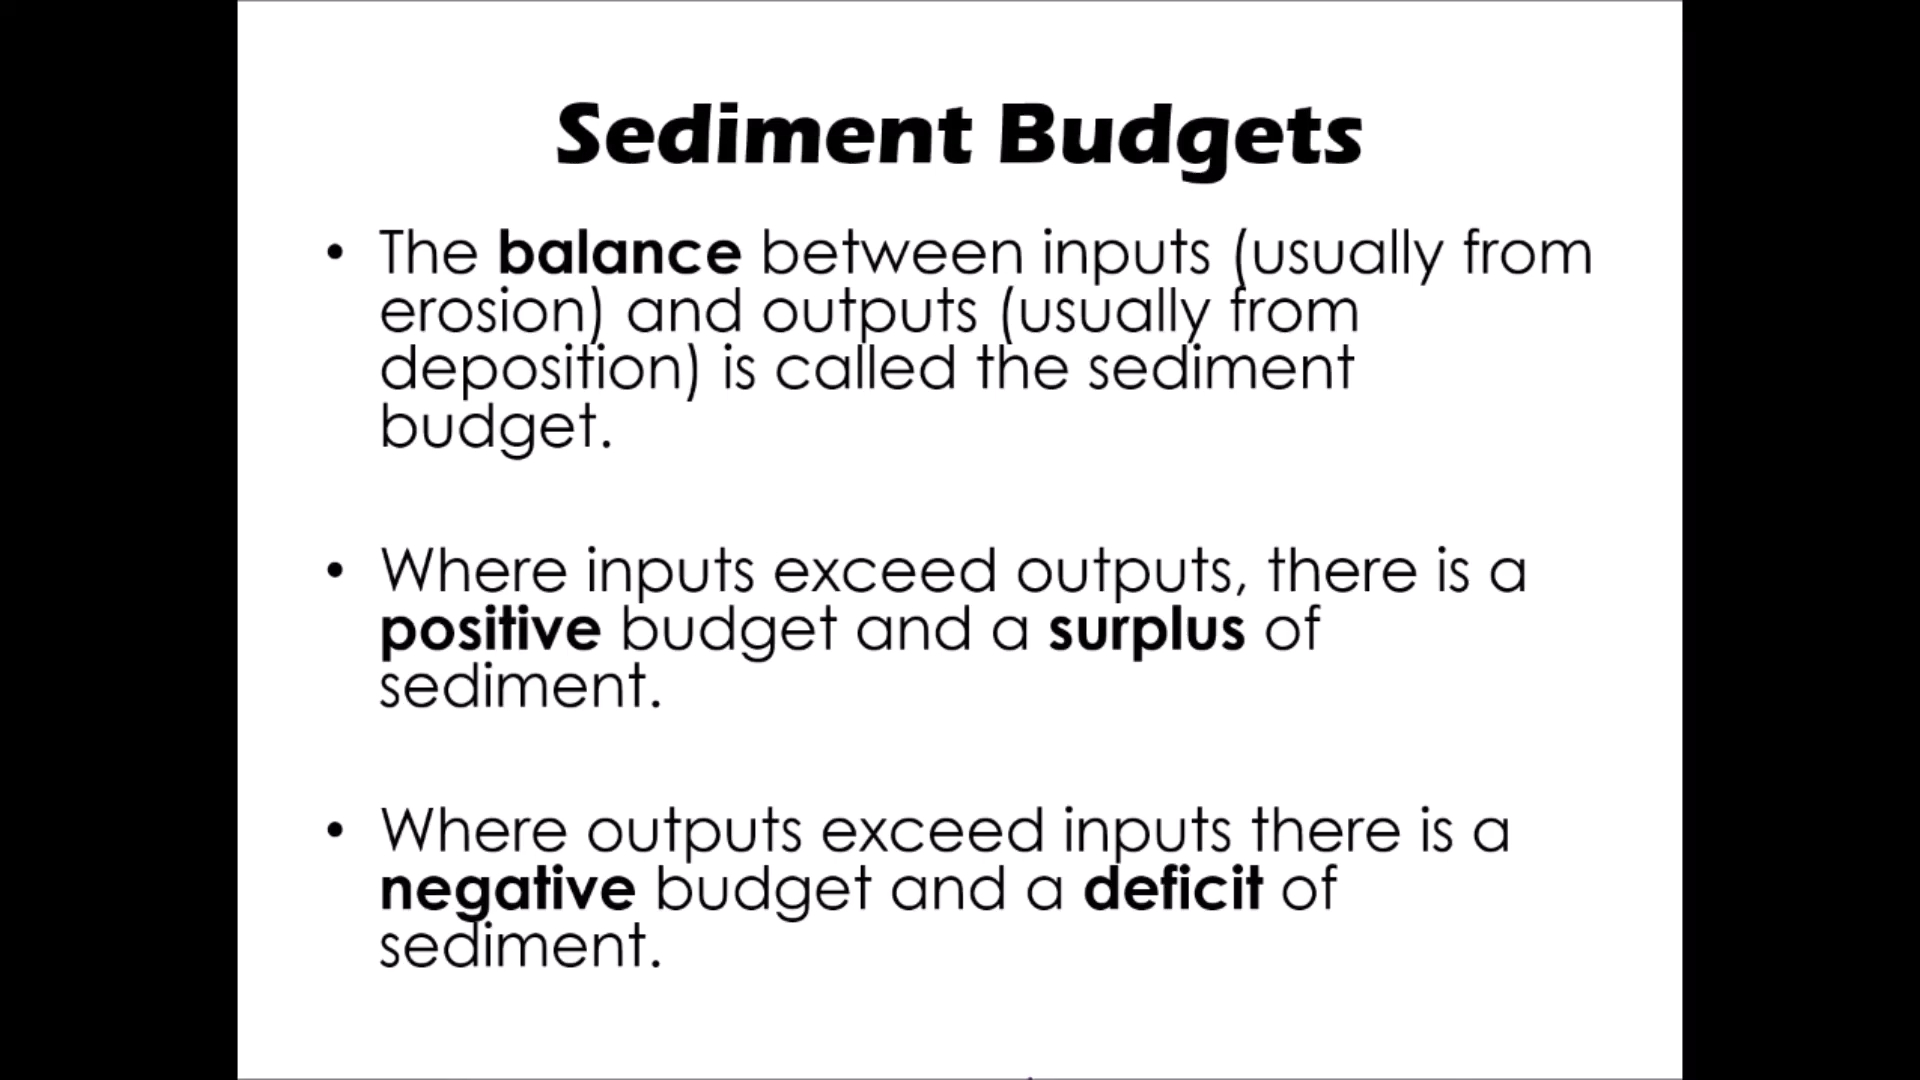 Sediment Budgets
• The balance between inputs (usually from
erosion) and outputs (usually from
deposition) is called the sediment
budget.
• Where inputs exceed outputs, there is a
positive budget and a surplus of
sediment.
• Where outputs exceed inputs there is a
negative budget and a deficit of
sediment.